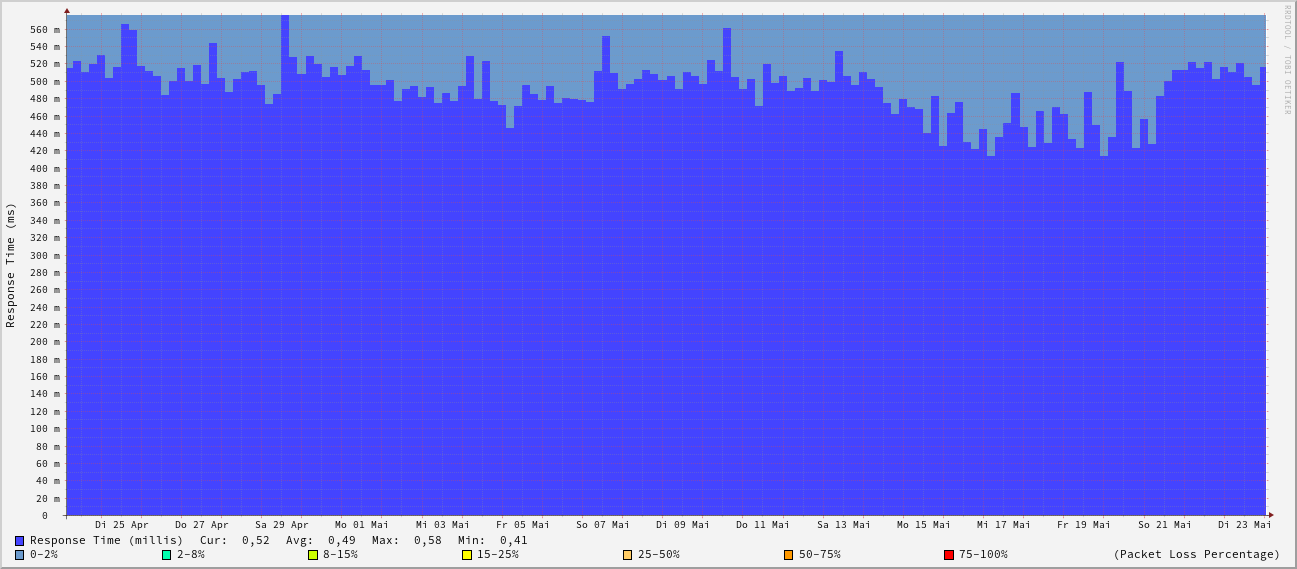 RRDTOOL / TOBI OETIKER
Response Time (ms)
560 m
540 m
520 m
500 m
480 m
460 m
440 m
420 m
400 m
380 m
360 m
340 m
320 m
300 m
280 m
260 m
240 m
220 m
200 m
180 m
160 m
140 m
120 m
100 m
80 m
60 m
40 m
20 m
0
Di 25 Apr Do 27 Apr Sa 29 Apr Mo 01 Mai Mi 03 Mai Fr 05 Mai So 07 Mai Di 09 Mai Do 11 Mai Sa 13 Mai Mo 15 Mai Mi 17 Mai Fr 19 Mai So 21 Mai Di 23 Mai
Response Time (millis) Cur: 0,52 Avg: 0,49 Max: 0,58 Min: 0,41
0-2% 2-8% 8-15% 15-25% 25-50% 50-75% 75-100% (Packet Loss Percentage)